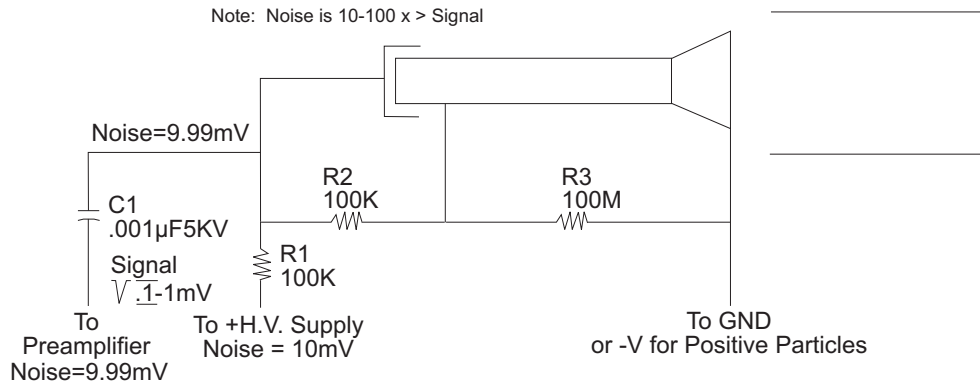 Note: Noise is 10-100 x > Signal
Noise=9.99mV
C1
.001µF5KV
R2
100K
R3
100M
R1
100K
Signal
.1-1mV
To
Preamplifier
Noise=9.99mV
To +H.V. Supply
Noise = 10mV
To GND
or -V for Positive Particles